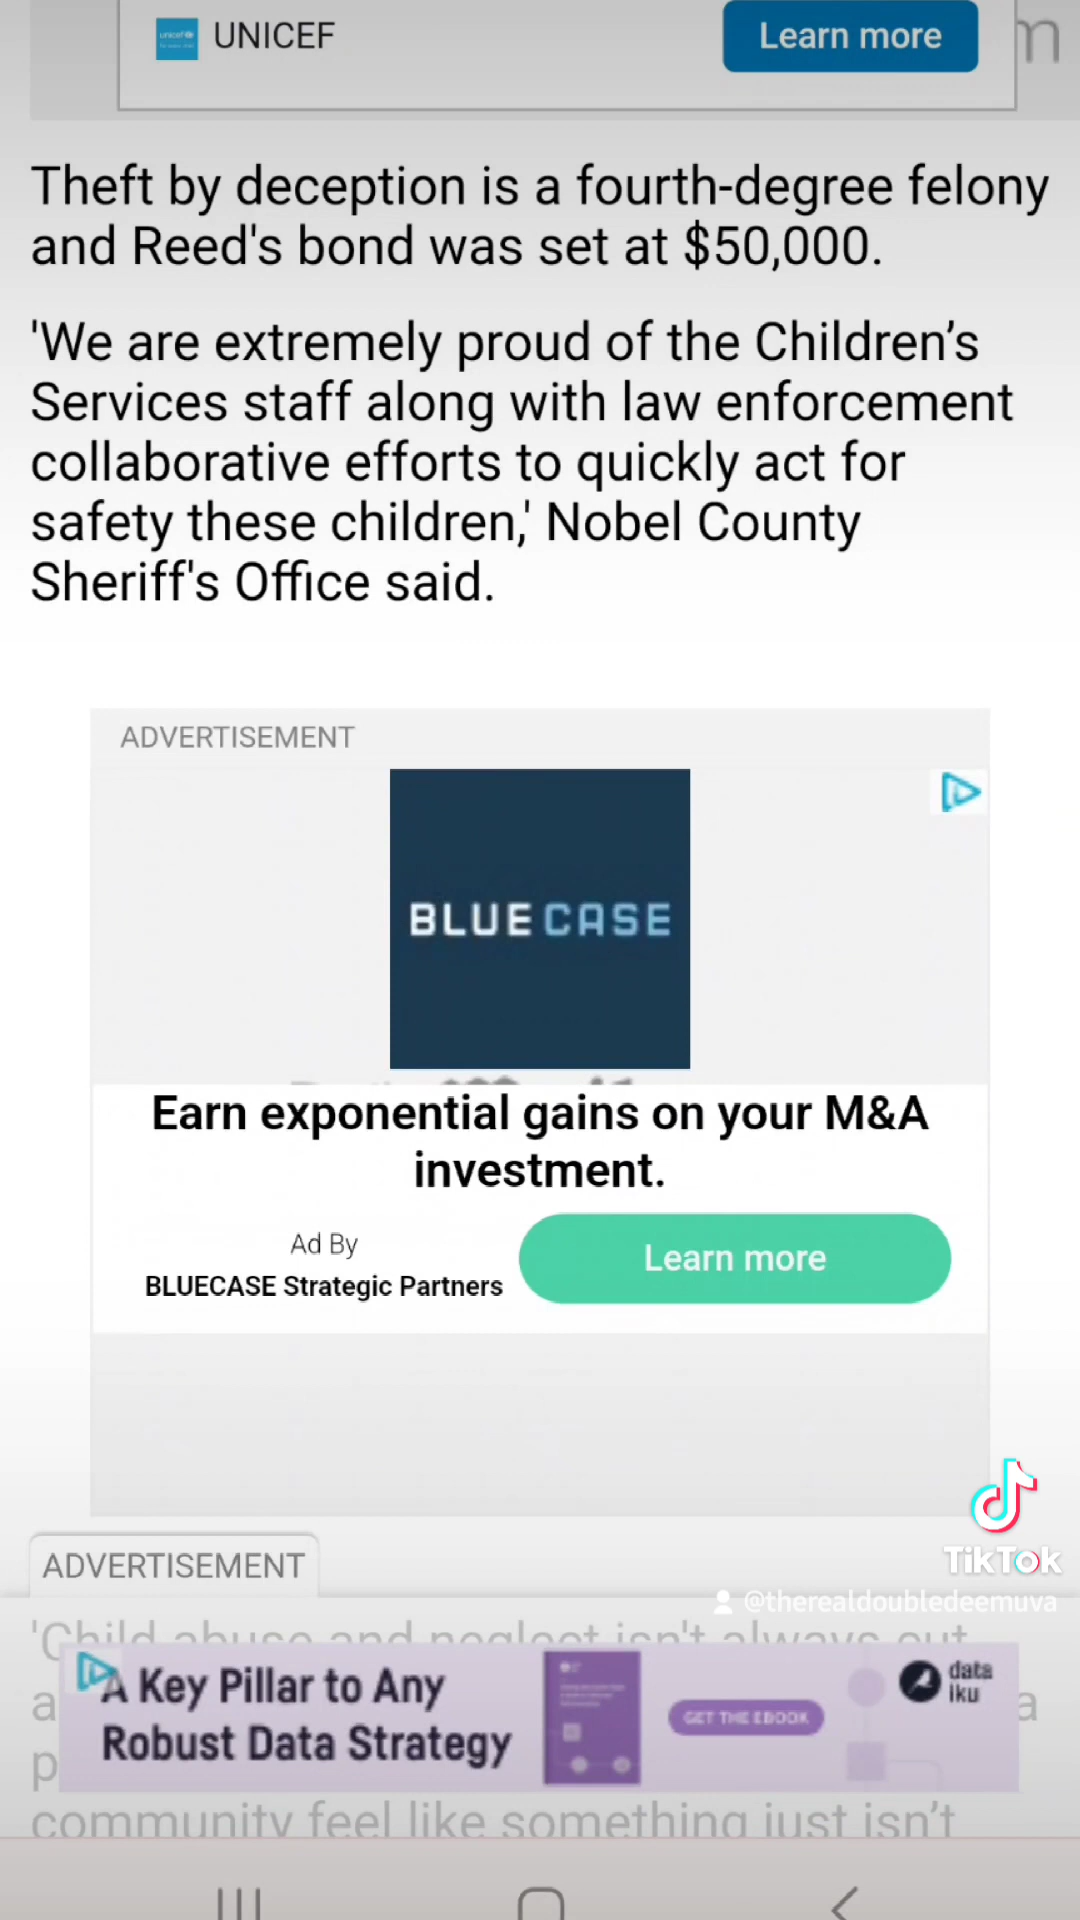 unicef
UNICEF
Learn more
m
Theft by deception is a fourth-degree felony
and Reed's bond was set at $50,000.
'We are extremely proud of the Children’s
Services staff along with law enforcement
collaborative efforts to quickly act for
safety these children,' Nobel County
Sheriff's Office said.
ADVERTISEMENT
BLUECASE
Earn exponential gains on your M&A
investment.
Ad By
BLUECASE Strategic Partners
Learn more
TikTok
@therealdoubledeemuva
ADVERTISEMENT
'Child abuse and neglect isn't always cut
a
a
p
A Key Pillar to Any
Robust Data Strategy
GET THE EBOOK
data
iku
community feel like something just isn’t